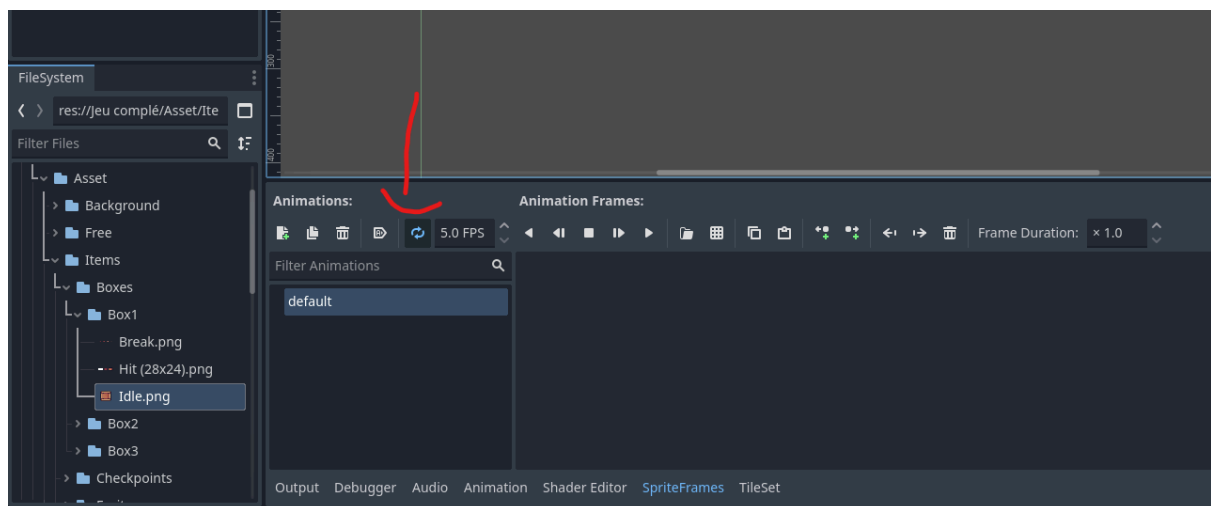 FileSystem
res://Jeu complé/Asset/Ite
Filter Files
Asset
Background
Free
Items
Boxes
Box1
Break.png
Hit (28x24).png
Idle.png
Box2
Box3
Checkpoints
300
400
Animations:
5.0 FPS
Filter Animations
default
Animation Frames:
Frame Duration: × 1.0
Output Debugger Audio Animation Shader Editor SpriteFrames TileSet